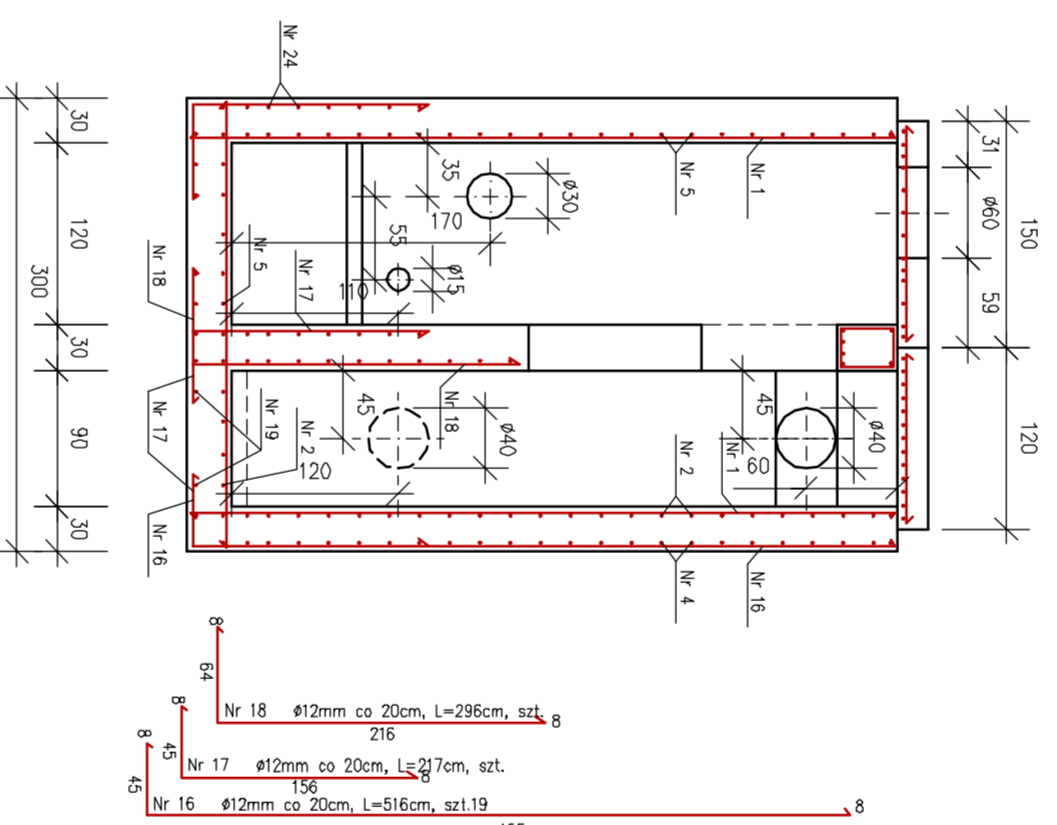 Nr 24
30
120
30
90
30
300
31
ø60
59
150
120
35
ø30
170
55
ø15
110
Nr 5
Nr 1
Nr 5
Nr 17
Nr 18
Nr 17
Nr 16
Nr 19
Nr 2
120
45
Nr 18
ø40
45
ø40
60
Nr 2
Nr 1
Nr 4
Nr 16
8
64
Nr 18 ø12mm co 20cm, L=296cm, szt.
8
216
8
45
Nr 17 ø12mm co 20cm, L=217cm, szt.
8
156
8
45
Nr 16 ø12mm co 20cm, L=516cm, szt.19
8